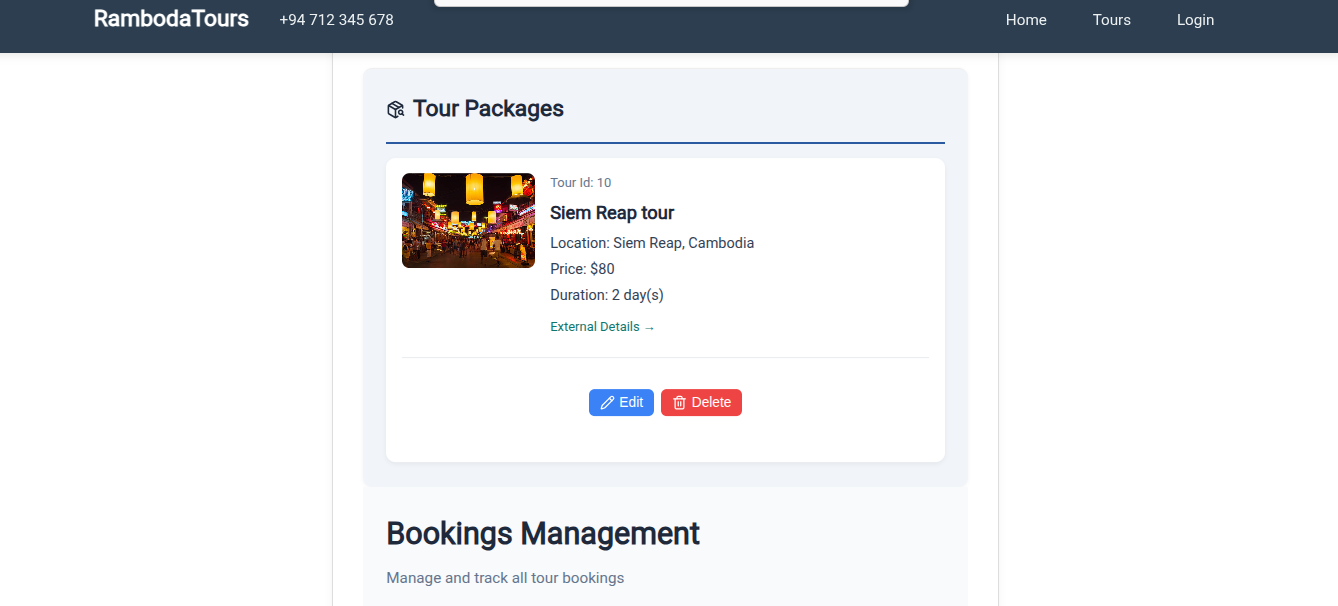 RambodaTours +94 712 345 678 Home Tours Login
Tour Packages
Tour Id: 10
Siem Reap tour
Location: Siem Reap, Cambodia
Price: $80
Duration: 2 day(s)
External Details →
Edit Delete
Bookings Management
Manage and track all tour bookings